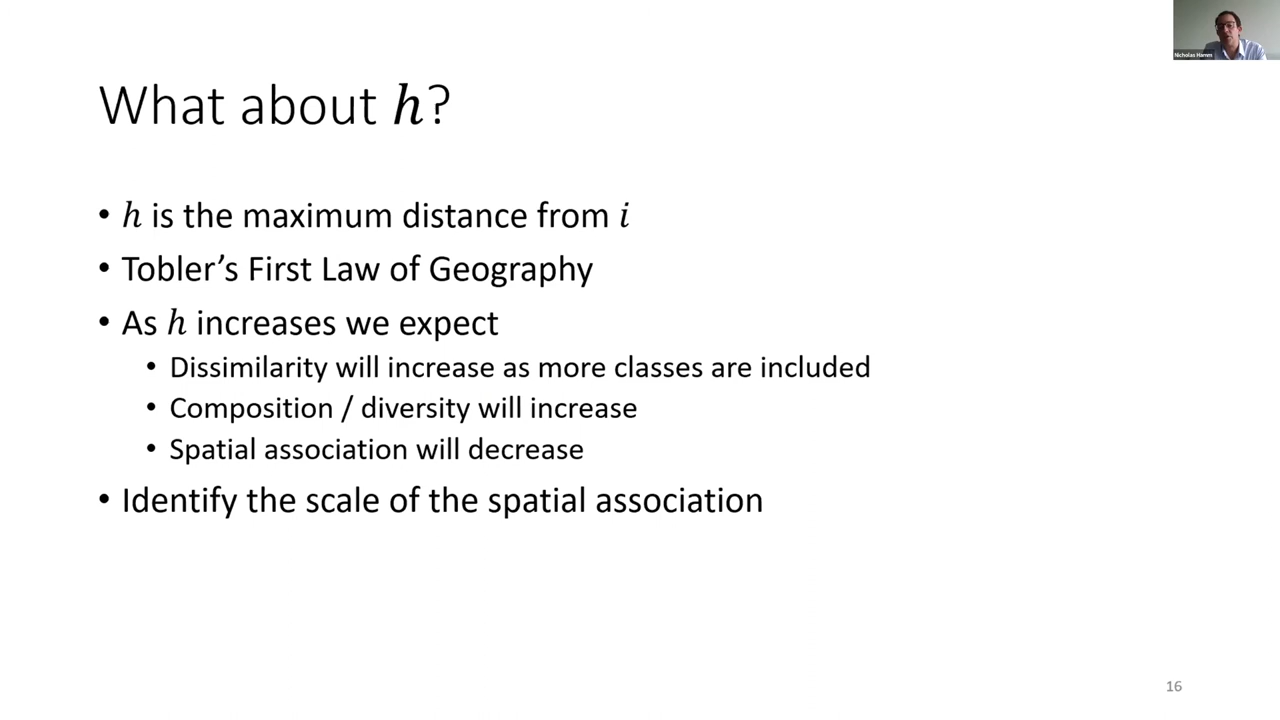 Nicholas Hamm
What about h?
• h is the maximum distance from i
• Tobler’s First Law of Geography
• As h increases we expect
• Dissimilarity will increase as more classes are included
• Composition / diversity will increase
• Spatial association will decrease
• Identify the scale of the spatial association
16